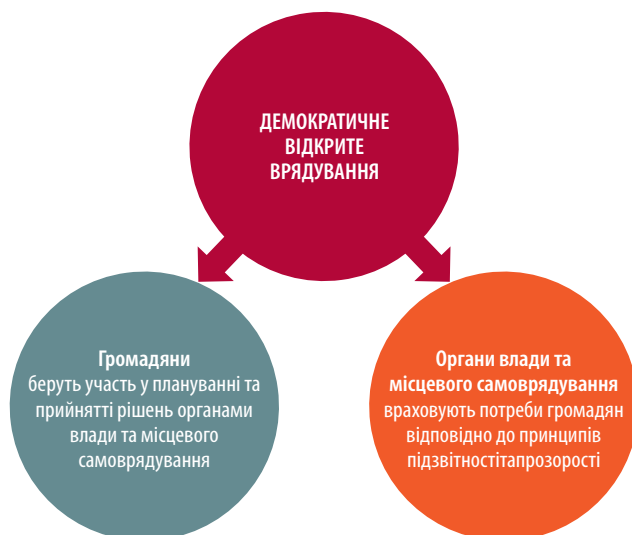 ДЕМОКРАТИЧНЕ
ВІДКРИТЕ
ВРЯДУВАННЯ
Громадяни
беруть участь у плануванні та
прийнятті рішень органами
влади та місцевого
самоврядування
Органи влади та
місцевого самоврядування
враховують потреби громадян
відповідно до принципів
підзвітностітапрозорості